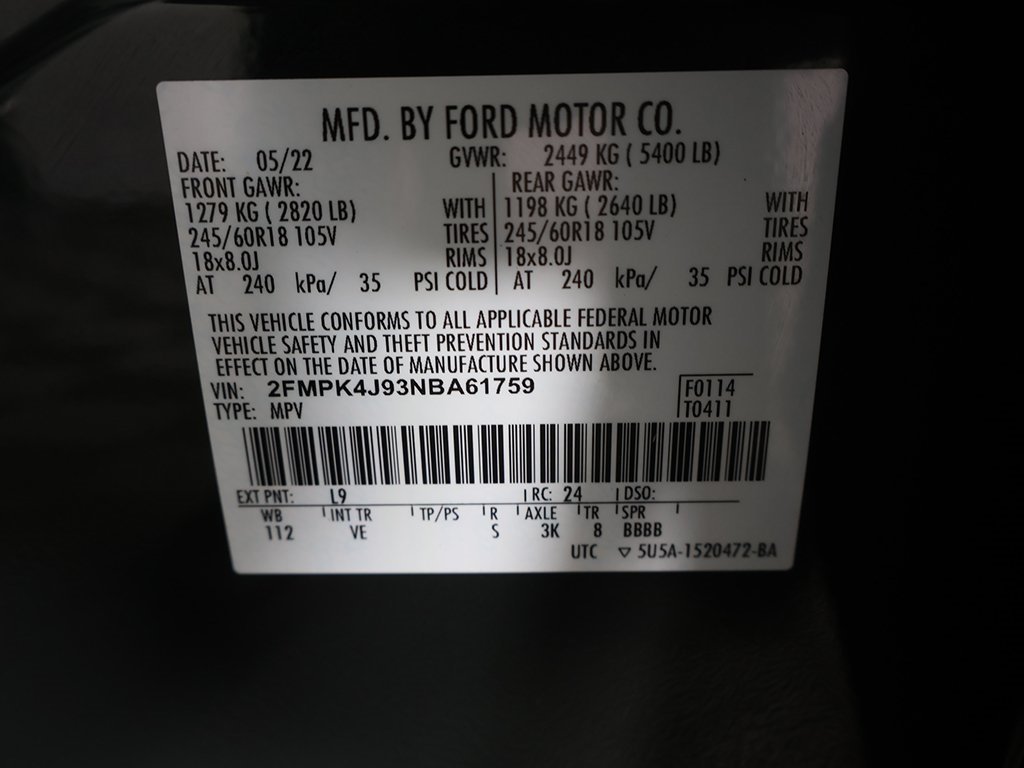 MFD. BY FORD MOTOR CO.
DATE: 05/22 GVWR: 2449 KG ( 5400 LB)
FRONT GAWR: REAR GAWR:
1279 KG ( 2820 LB) WITH 1198 KG ( 2640 LB) WITH
245/60R18 105V TIRES 245/60R18 105V TIRES
18x8.0J RIMS 18x8.0J RIMS
AT 240 kPa/ 35 PSI COLD AT 240 kPa/ 35 PSI COLD
THIS VEHICLE CONFORMS TO ALL APPLICABLE FEDERAL MOTOR
VEHICLE SAFETY AND THEFT PREVENTION STANDARDS IN
EFFECT ON THE DATE OF MANUFACTURE SHOWN ABOVE.
VIN: 2FMPK4J93NBA61759 F0114
TYPE: MPV T0411
EXT PNT: L9 RC: 24 DSO:
WB INT TR TP/PS R AXLE TR SPR
112 VE S 3K 8 BBBB
UTC ▽ 5U5A-1520472-BA